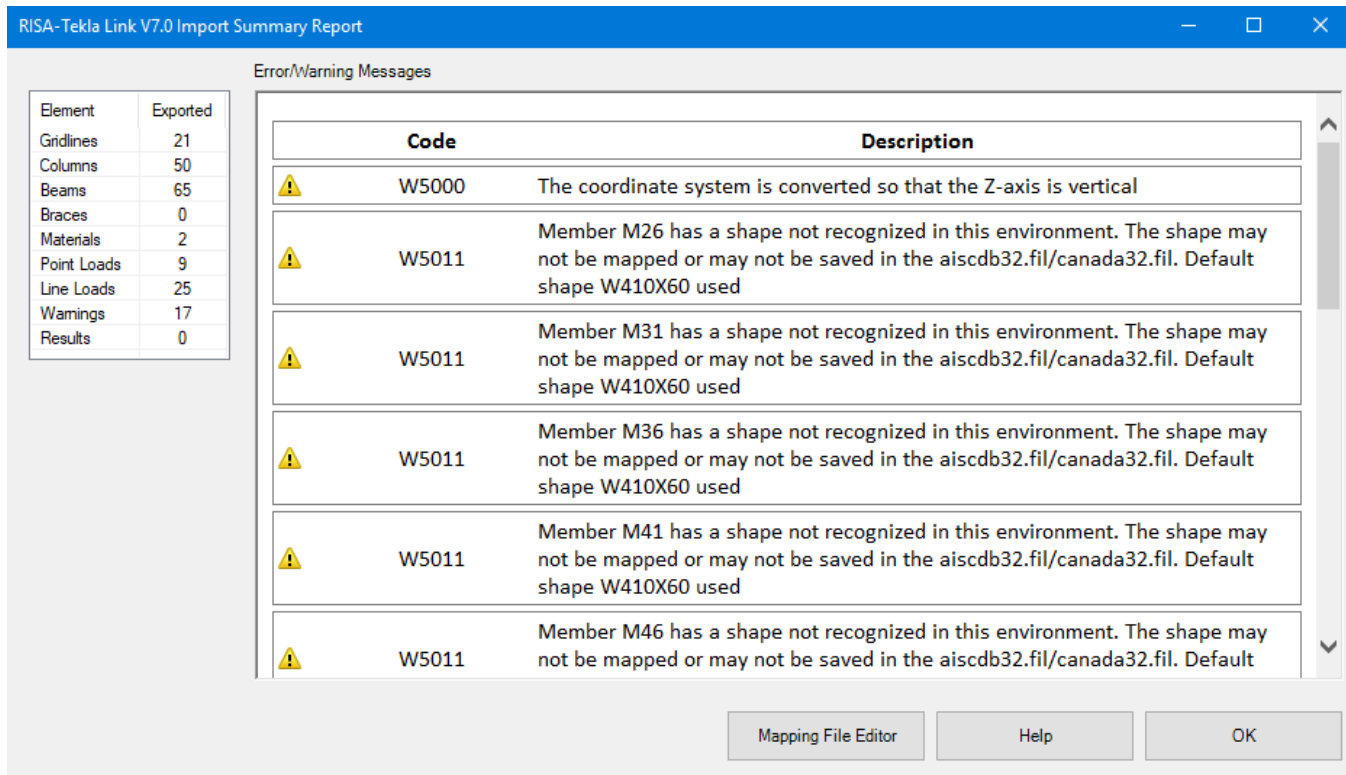 RISA-Tekla Link V7.0 Import Summary Report
Error/Warning Messages
Element Exported
Gridlines 21
Columns 50
Beams 65
Braces 0
Materials 2
Point Loads 9
Line Loads 25
Warnings 17
Results 0
Code Description
W5000 The coordinate system is converted so that the Z-axis is vertical
Member M26 has a shape not recognized in this environment. The shape may
W5011 not be mapped or may not be saved in the aiscdb32.fil/canada32.fil. Default
shape W410X60 used
Member M31 has a shape not recognized in this environment. The shape may
W5011 not be mapped or may not be saved in the aiscdb32.fil/canada32.fil. Default
shape W410X60 used
Member M36 has a shape not recognized in this environment. The shape may
W5011 not be mapped or may not be saved in the aiscdb32.fil/canada32.fil. Default
shape W410X60 used
Member M41 has a shape not recognized in this environment. The shape may
W5011 not be mapped or may not be saved in the aiscdb32.fil/canada32.fil. Default
shape W410X60 used
Member M46 has a shape not recognized in this environment. The shape may
W5011 not be mapped or may not be saved in the aiscdb32.fil/canada32.fil. Default
Mapping File Editor Help OK